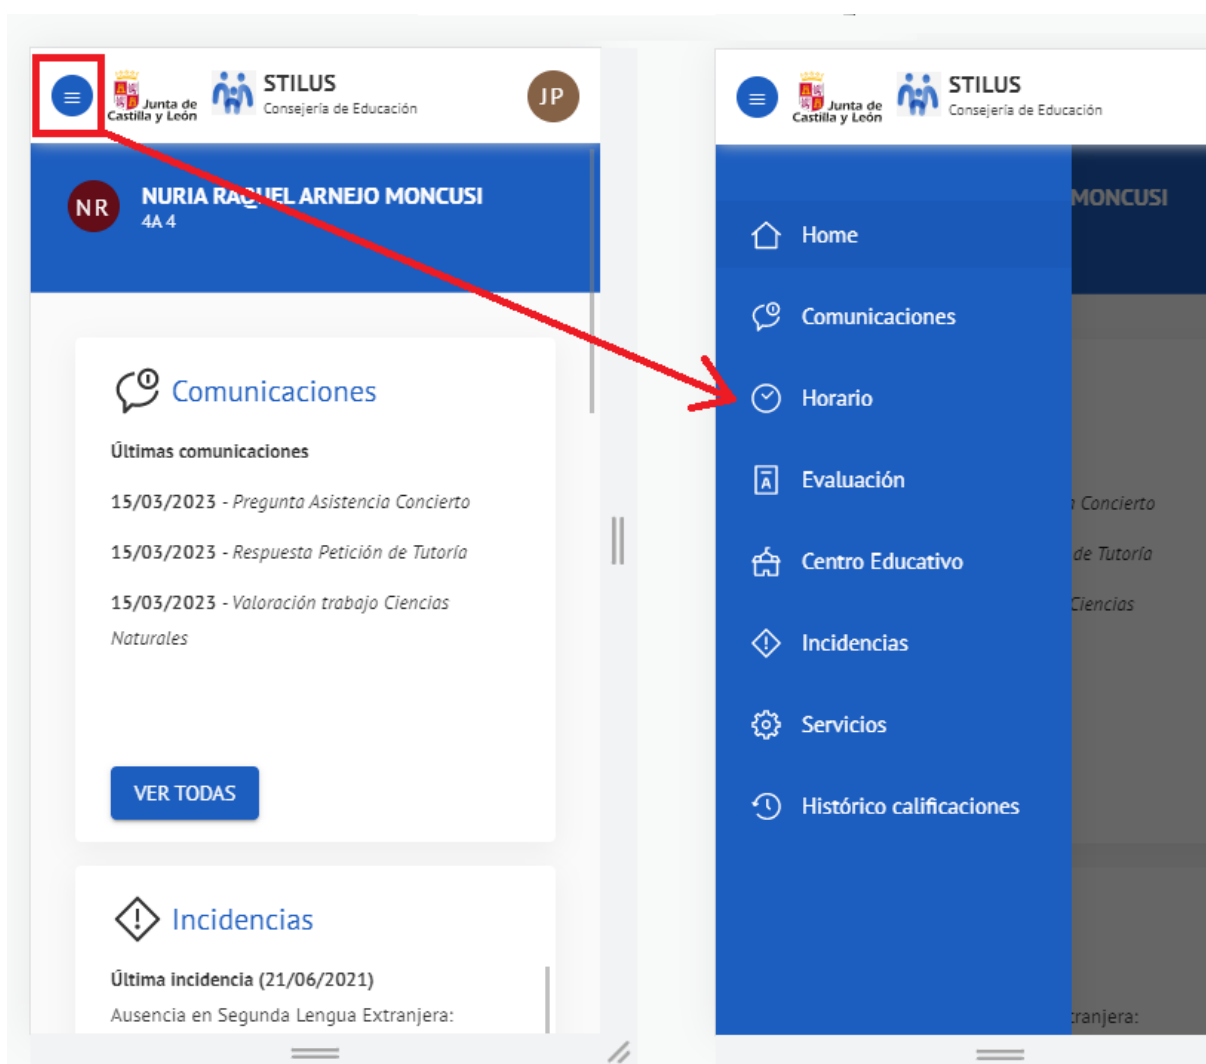 Junta de
Castilla y León
STILUS
Consejería de Educación
JP
NR
NURIA RAQUEL ARNEJO MONCUSI
4A 4
Comunicaciones
Últimas comunicaciones
15/03/2023 - Pregunta Asistencia Concierto
15/03/2023 - Respuesta Petición de Tutoría
15/03/2023 - Valoración trabajo Ciencias
Naturales
VER TODAS
Incidencias
Última incidencia (21/06/2021)
Ausencia en Segunda Lengua Extranjera:
Junta de
Castilla y León
STILUS
Consejería de Educación
MONCUSI
Home
Comunicaciones
Horario
Evaluación
Centro Educativo
Incidencias
Servicios
Histórico calificaciones
Concierto
de Tutoría
Ciencias
tranjera: